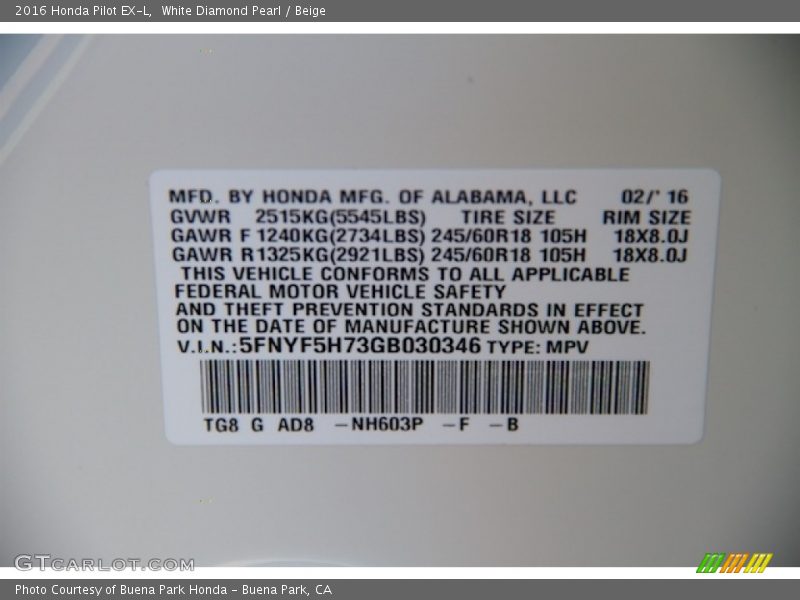 2016 Honda Pilot EX-L, White Diamond Pearl / Beige
MFD. BY HONDA MFG. OF ALABAMA, LLC 02/' 16
GVWR 2515KG(5545LBS) TIRE SIZE RIM SIZE
GAWR F 1240KG(2734LBS) 245/60R18 105H 18X8.0J
GAWR R1325KG(2921LBS) 245/60R18 105H 18X8.0J
THIS VEHICLE CONFORMS TO ALL APPLICABLE
FEDERAL MOTOR VEHICLE SAFETY
AND THEFT PREVENTION STANDARDS IN EFFECT
ON THE DATE OF MANUFACTURE SHOWN ABOVE.
V.I.N.:5FNYF5H73GB030346 TYPE: MPV
TG8 G AD8 -NH603P -F -B
GTCARLOT.COM
Photo Courtesy of Buena Park Honda - Buena Park, CA